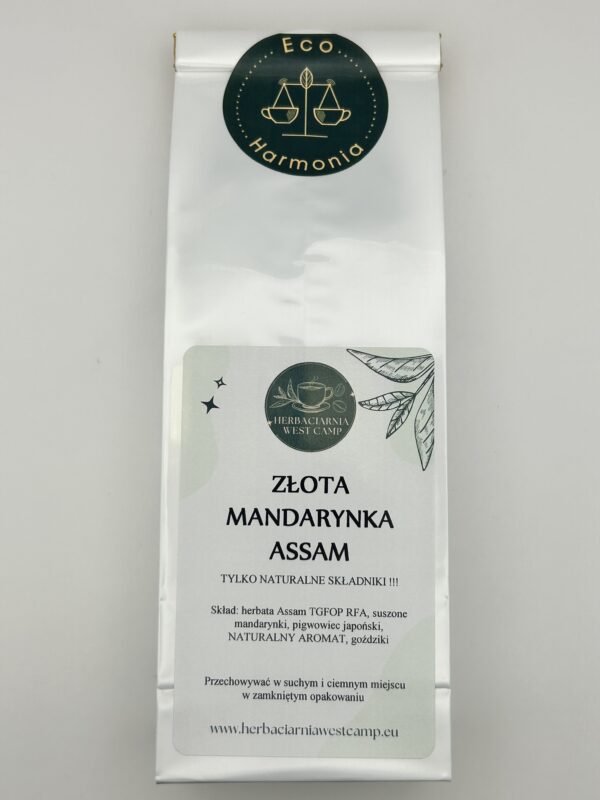 Eco
Harmonia
HERBACIARNIA
WEST CAMP
ZŁOTA
MANDARYNKA
ASSAM
TYLKO NATURALNE SKŁADNIKI !!!
Skład: herbata Assam TGFOP RFA, suszone
mandarynki, pigwowiec japoński,
NATURALNY AROMAT, goździki
Przechowywać w suchym i ciemnym miejscu
w zamkniętym opakowaniu
www.herbaciarniawestcamp.eu